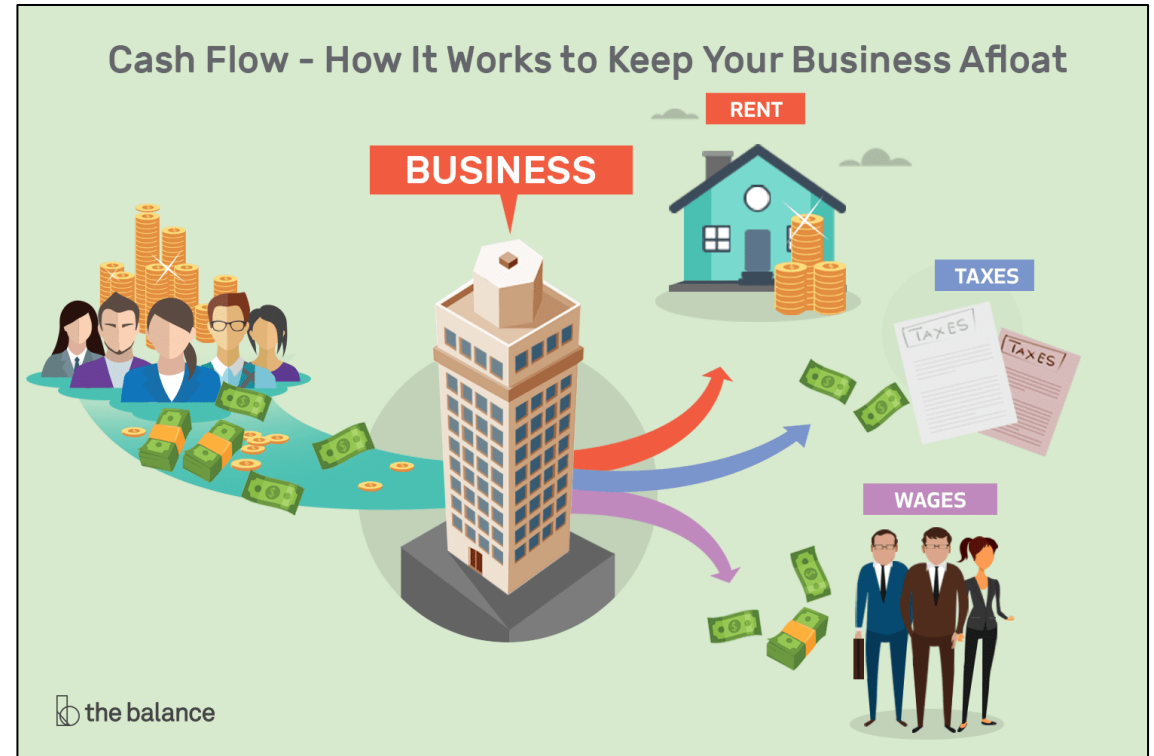 Cash Flow - How It Works to Keep Your Business Afloat
RENT
BUSINESS
TAXES
TAXES
TAXES
WAGES
the balance